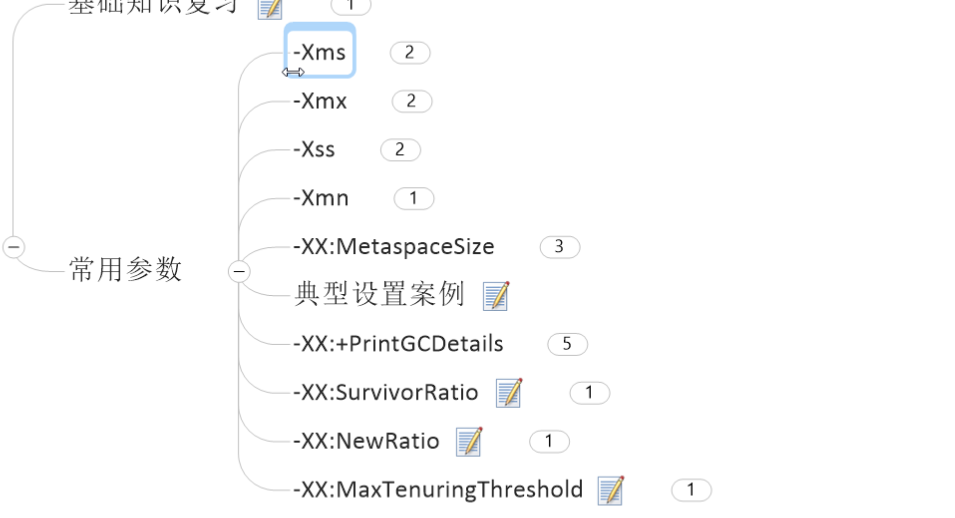 基础知识复习 1
-Xms 2
-Xmx 2
-Xss 2
-Xmn 1
-XX:MetaspaceSize 3
常用参数
典型设置案例
-XX:+PrintGCDetails 5
-XX:SurvivorRatio 1
-XX:NewRatio 1
-XX:MaxTenuringThreshold 1